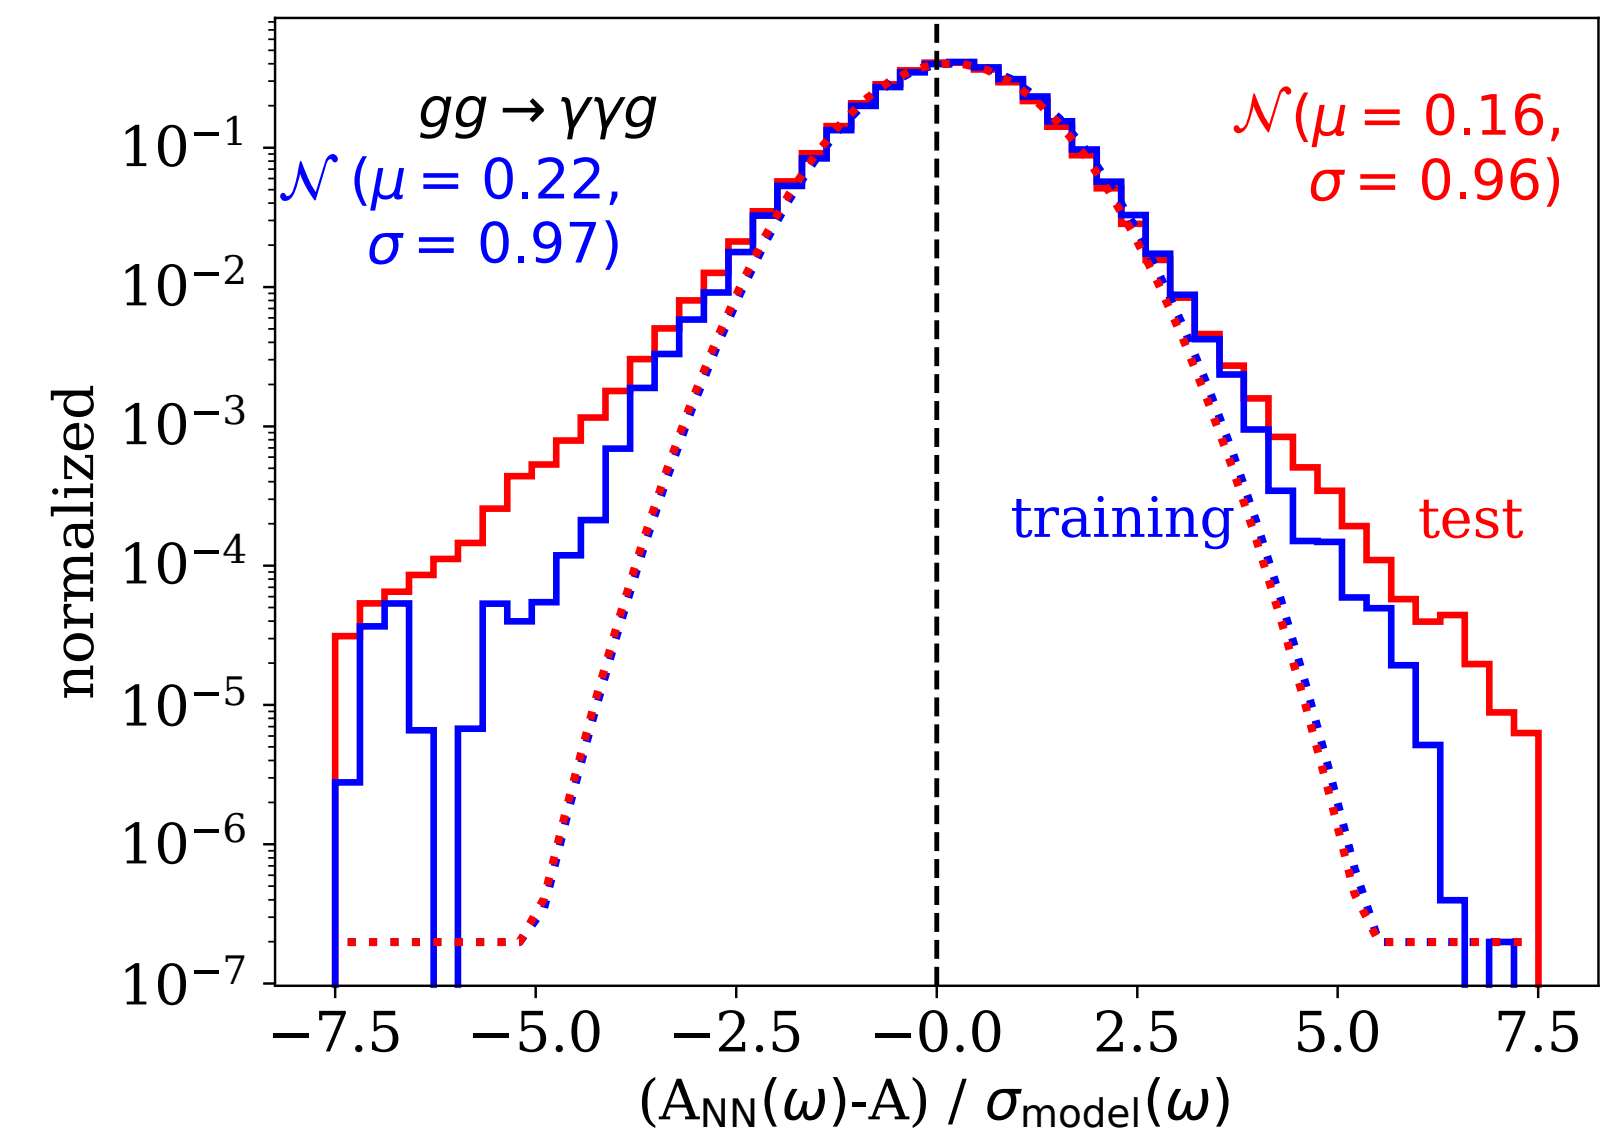 gg → γγg
𝒩 (μ = 0.22,
σ = 0.97)
𝒩(μ = 0.16,
σ = 0.96)
training
test
normalized
10⁻¹
10⁻²
10⁻³
10⁻⁴
10⁻⁵
10⁻⁶
10⁻⁷
−7.5 −5.0 −2.5 −0.0 2.5 5.0 7.5
(A_NN(ω)-A) / σ_model(ω)